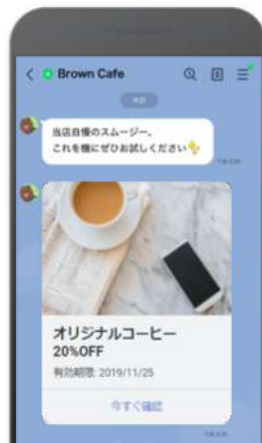 Brown Cafe
今日
当店自慢のスムージー、
これを機にぜひお試しください✨
オリジナルコーヒー
20%OFF
有効期限: 2019/11/25
今すぐ確認